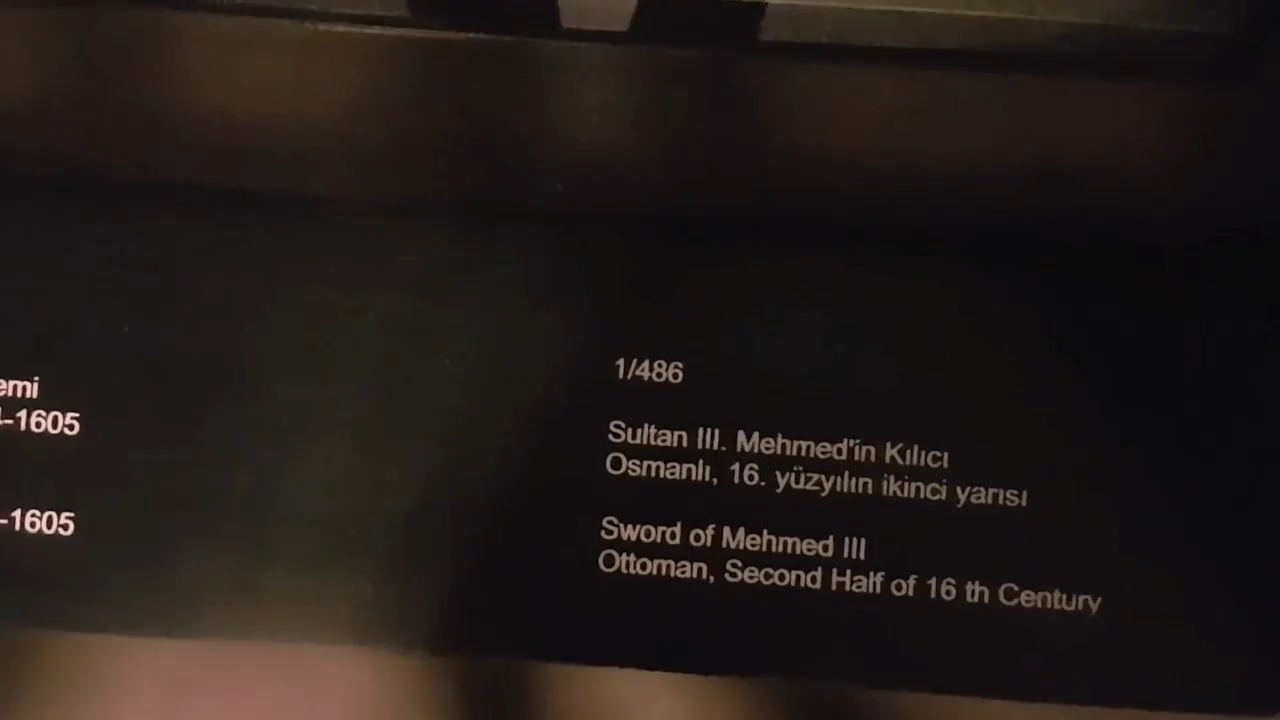 emi
-1605
-1605
1/486
Sultan III. Mehmed'in Kılıcı
Osmanlı, 16. yüzyılın ikinci yarısı
Sword of Mehmed III
Ottoman, Second Half of 16 th Century